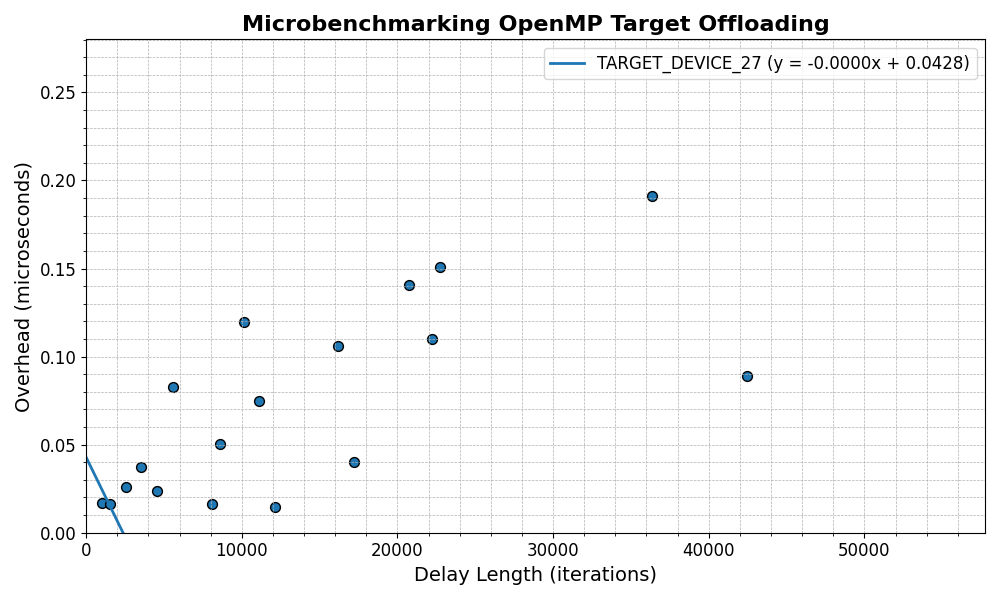 Microbenchmarking OpenMP Target Offloading
TARGET_DEVICE_27 (y = -0.0000x + 0.0428)
Overhead (microseconds)
0.25
0.20
0.15
0.10
0.05
0.00
0 10000 20000 30000 40000 50000
Delay Length (iterations)